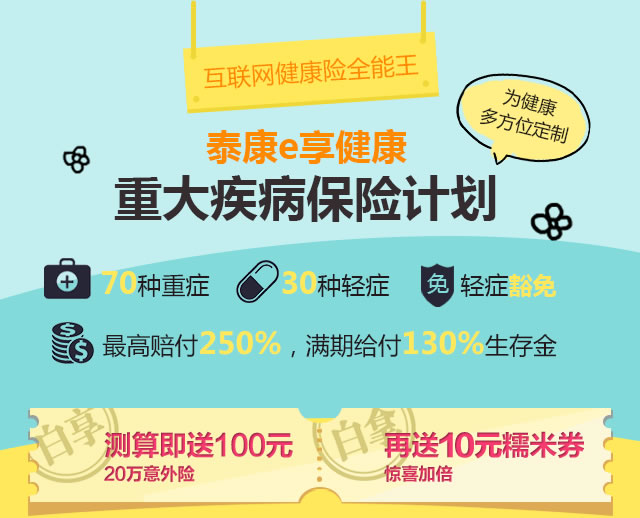 互联网健康险全能王
为健康
多方位定制
泰康e享健康
重大疾病保险计划
70种重症
30种轻症
免
轻症豁免
最高赔付250%，满期给付130%生存金
白享
测算即送100元
20万意外险
白拿
再送10元糯米券
惊喜加倍